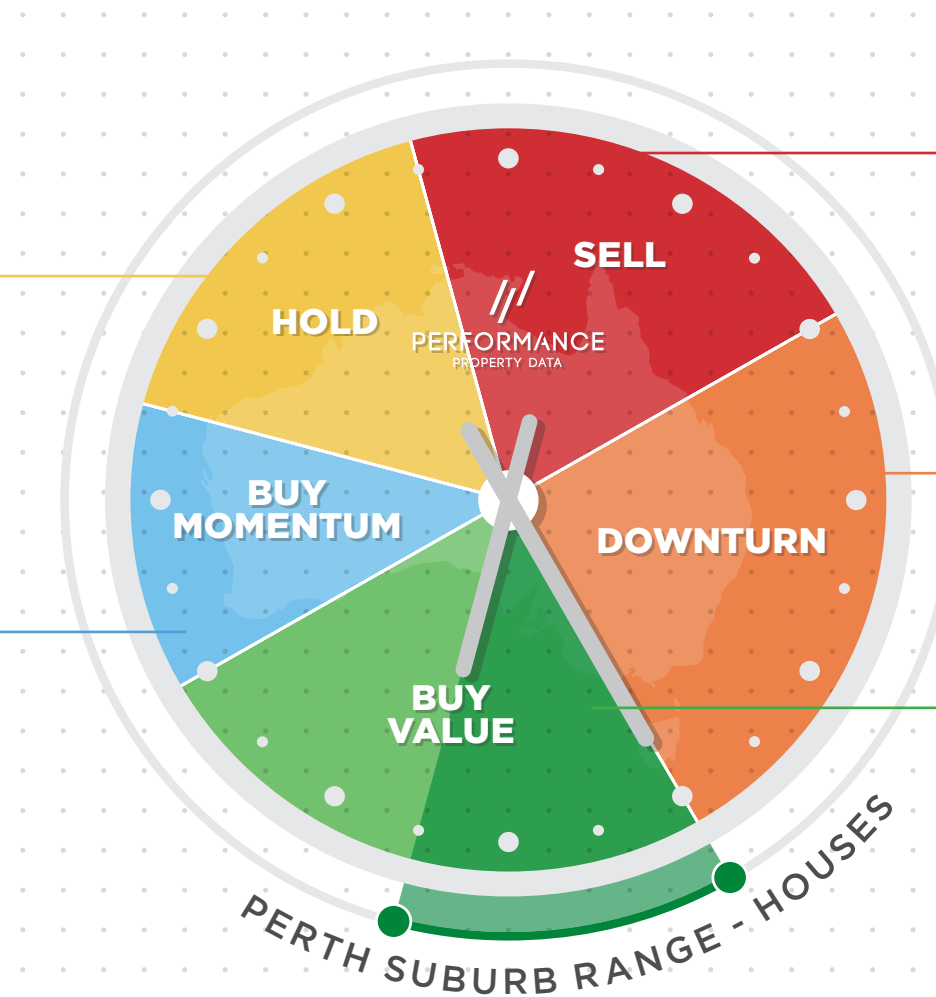 SELL
HOLD
PERFORMANCE
PROPERTY DATA
BUY
MOMENTUM
DOWNTURN
BUY
VALUE
PERTH SUBURB RANGE - HOUSES